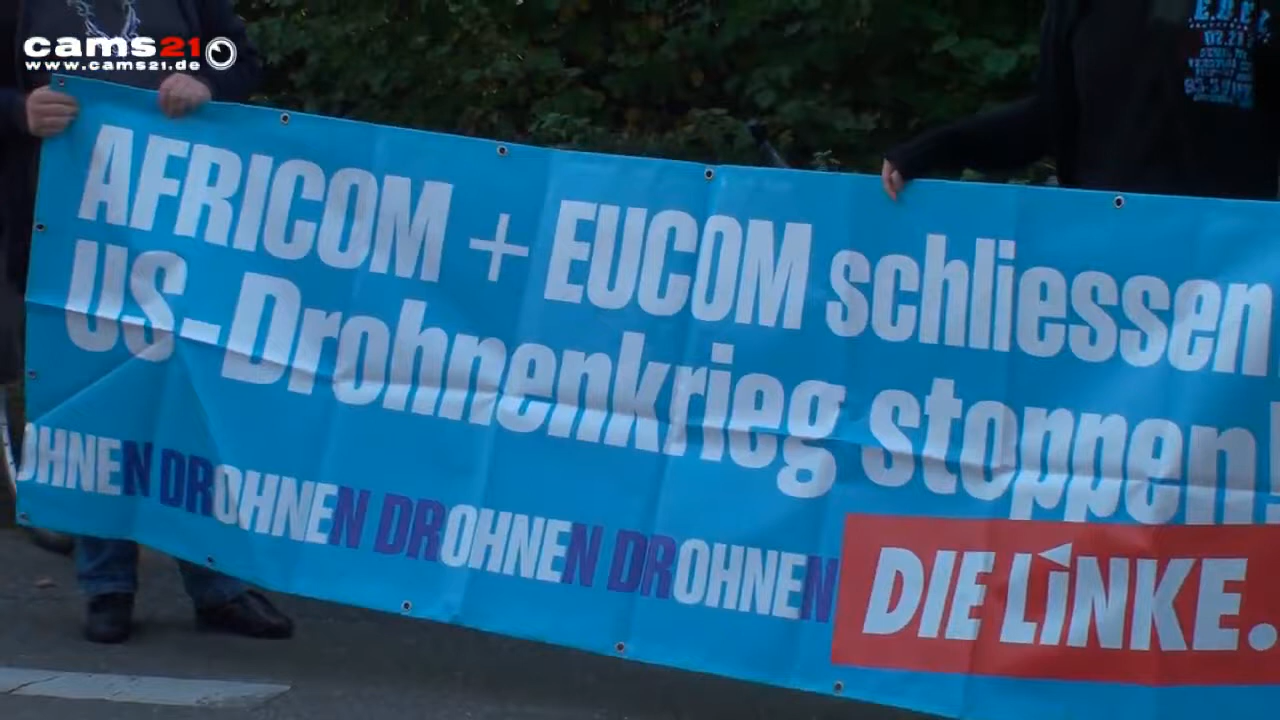 cams21
www.cams21.de
AFRICOM + EUCOM schliessen
US-Drohnenkrieg stoppen!
OHNEN DROHNEN DROHNEN DROHNEN
DIE LINKE.